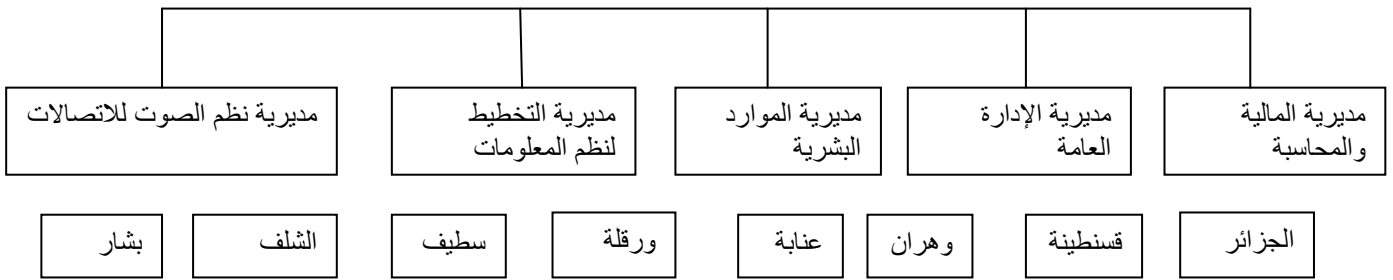 مديرية المالية
والمحاسبة
مديرية الإدارة
العامة
مديرية الموارد
البشرية
مديرية التخطيط
لنظم المعلومات
مديرية نظم الصوت للاتصالات
الجزائر
قسنطينة
وهران
عنابة
ورقلة
سطيف
الشلف
بشار